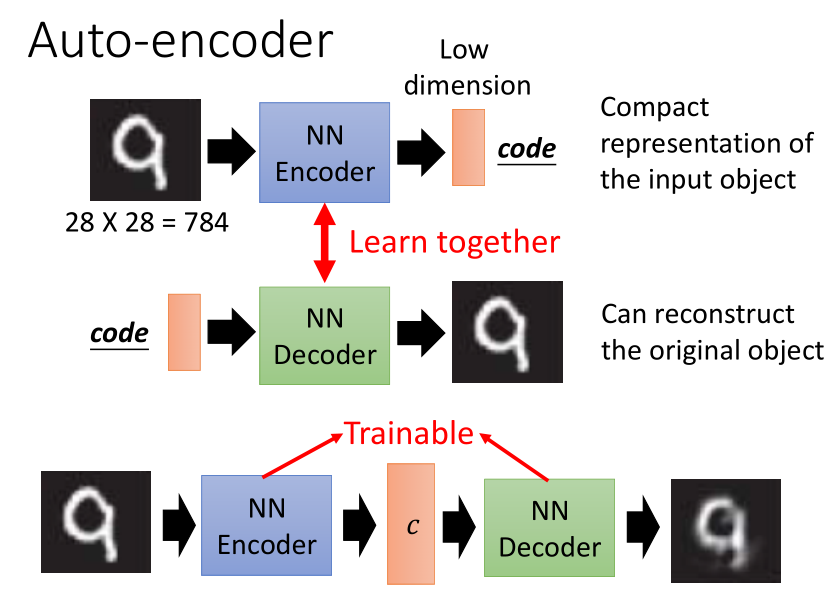 Auto-encoder
Low
dimension
NN
Encoder
code
Compact
representation of
the input object
28 X 28 = 784
Learn together
code
NN
Decoder
Can reconstruct
the original object
Trainable
NN
Encoder
c
NN
Decoder